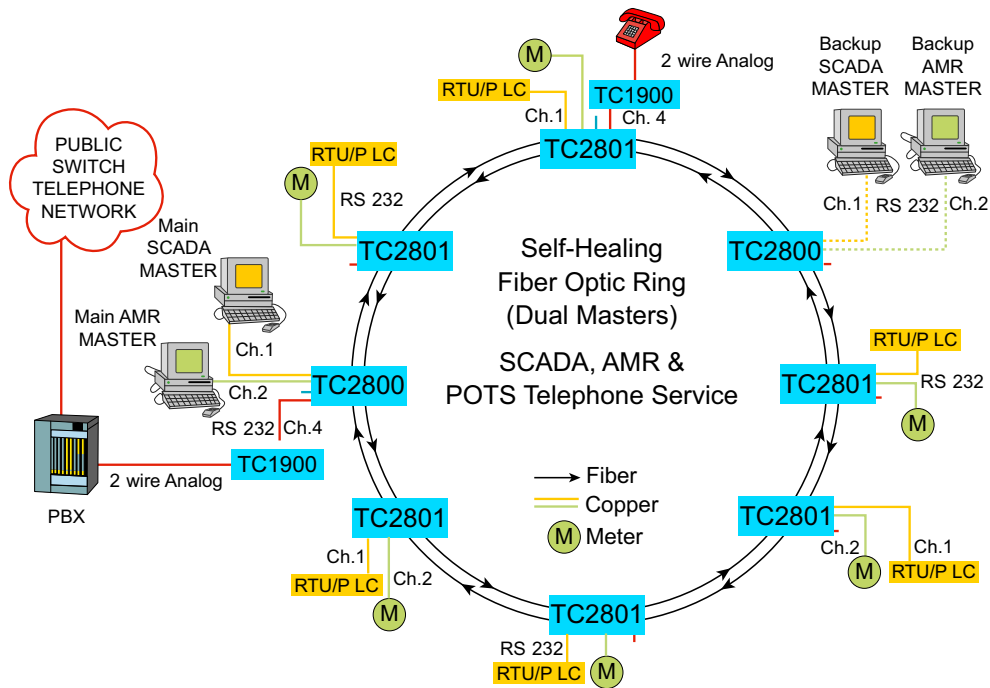 2 wire Analog
M
RTU/P LC
TC1900
Ch.1
Ch. 4
TC2801
Backup
SCADA
MASTER
Backup
AMR
MASTER
Ch.1
RS 232
Ch.2
TC2800
PUBLIC
SWITCH
TELEPHONE
NETWORK
RTU/P LC
M
RS 232
TC2801
Main
SCADA
MASTER
Main AMR
MASTER
Ch.1
Ch.2
TC2800
RS 232
Ch.4
TC1900
2 wire Analog
PBX
Self-Healing
Fiber Optic Ring
(Dual Masters)
SCADA, AMR &
POTS Telephone Service
Fiber
Copper
M
Meter
RTU/P LC
TC2801
RS 232
M
TC2801
Ch.2
Ch.1
M
RTU/P LC
TC2801
Ch.1
RTU/P LC
Ch.2
M
TC2801
RS 232
RTU/P LC
M